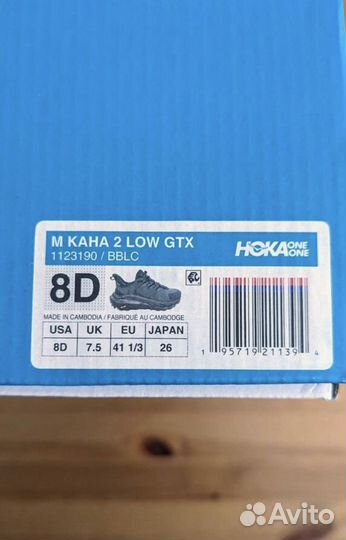 M KAHA 2 LOW GTX
1123190 / BBLC
HOKA ONE ONE
8D
MADE IN CAMBODIA / FABRIQUÉ AU CAMBODGE
USA UK EU JAPAN
8D 7.5 41 1/3 26
1 95719 21139 4
Avito